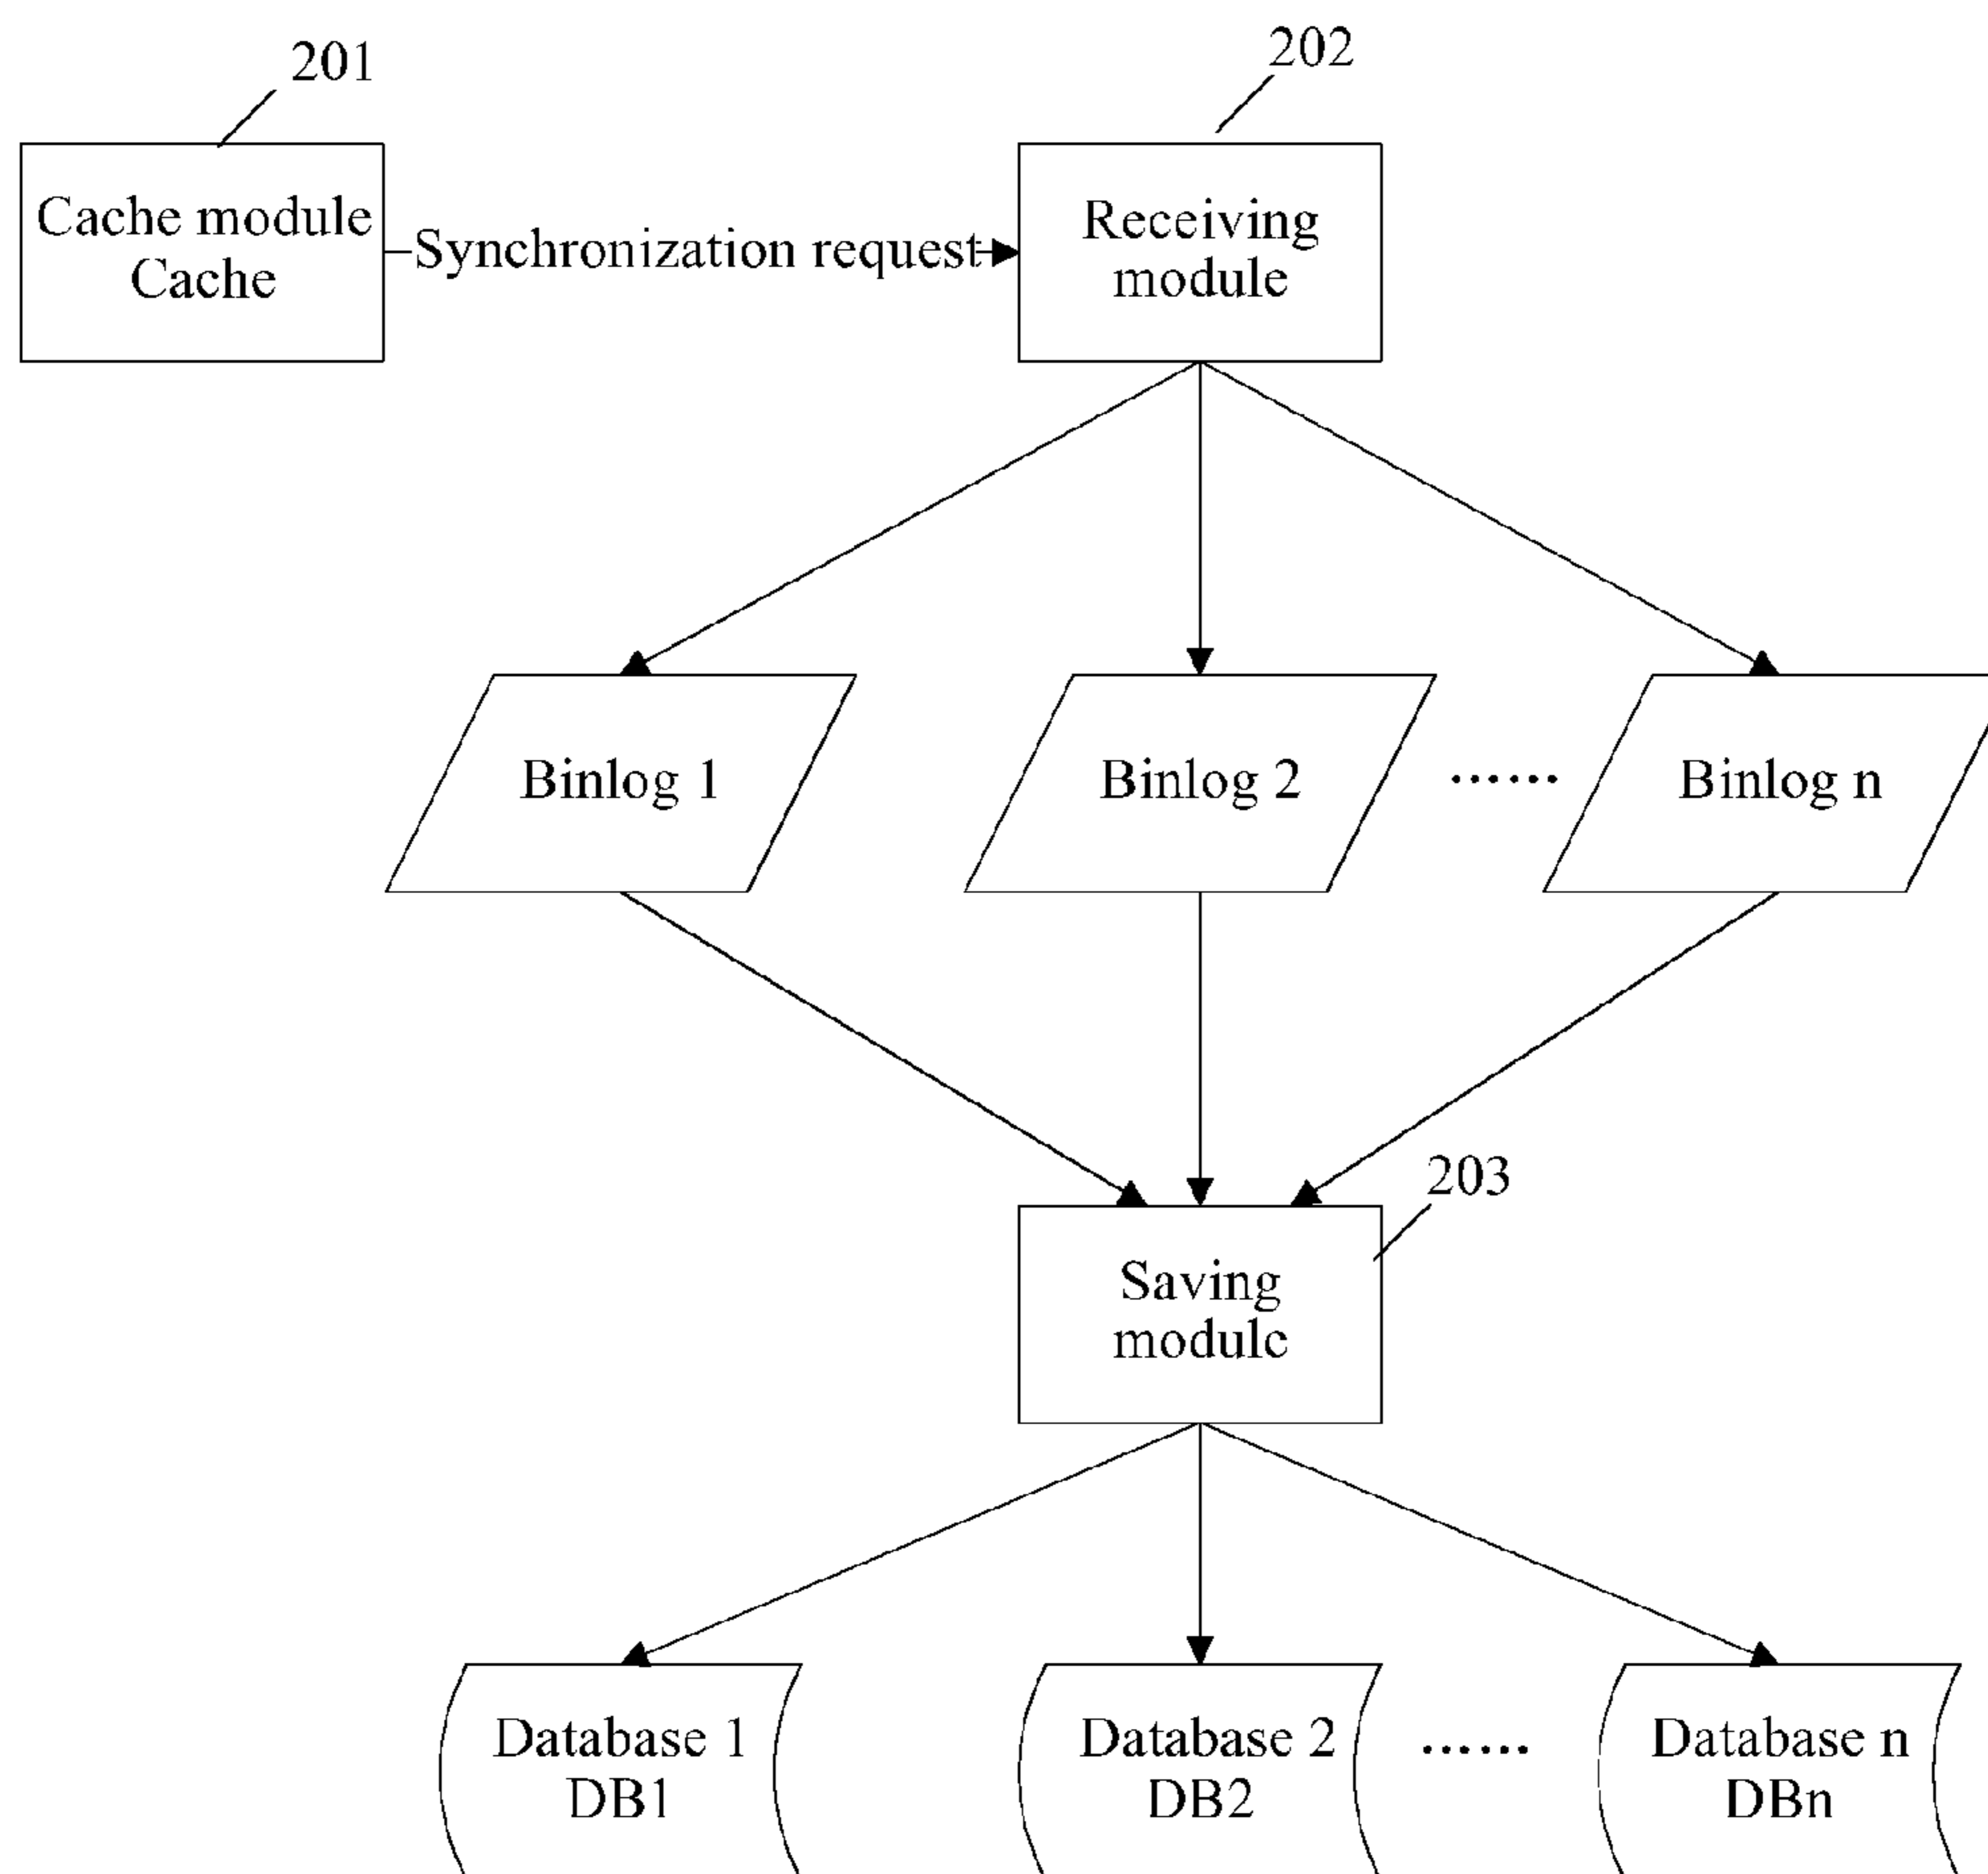 201
202
Cache module
Cache
Synchronization request
Receiving
module
Binlog 1
Binlog 2
......
Binlog n
203
Saving
module
Database 1
DB1
Database 2
DB2
......
Database n
DBn